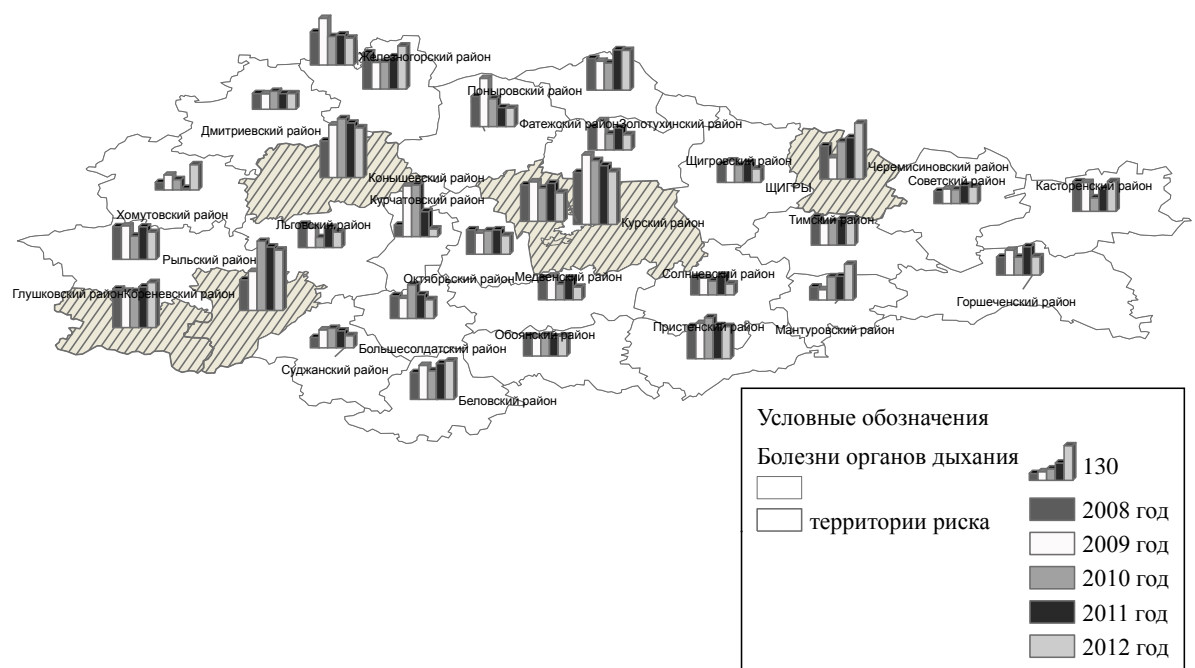 Железногорский район
Поныровский район
Дмитриевский район
Фатежский район
Золотухинский район
Щигровский район
Черемисиновский район
ЩИГРЫ
Советский район
Касторенский район
Конышевский район
Курчатовский район
Хомутовский район
Льговский район
Курский район
Тимский район
Рыльский район
Октябрьский район
Медвенский район
Солнцевский район
Глушковский район
Кореневский район
Горшеченский район
Обоянский район
Пристенский район
Мантуровский район
Большесолдатский район
Суджанский район
Беловский район
Условные обозначения
Болезни органов дыхания
территории риска
130
2008 год
2009 год
2010 год
2011 год
2012 год